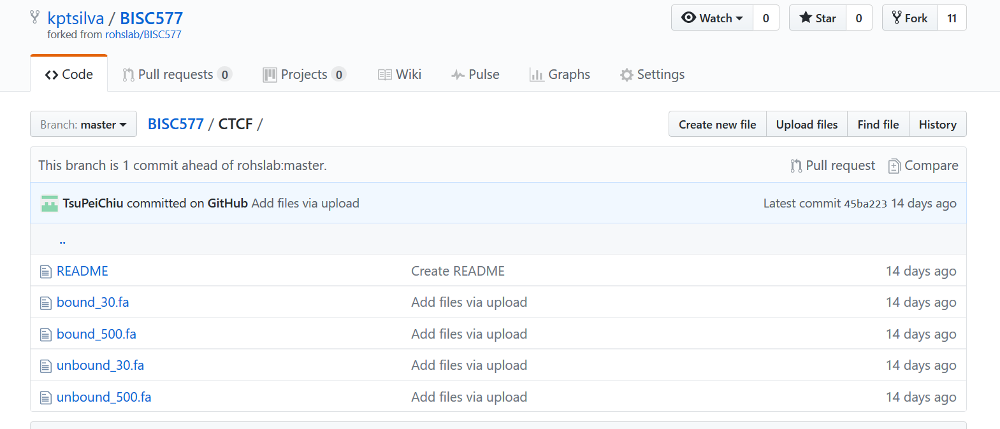 kptsilva / BISC577
forked from rohslab/BISC577
Watch 0 Star 0 Fork 11
Code Pull requests 0 Projects 0 Wiki Pulse Graphs Settings
Branch: master BISC577 / CTCF / Create new file Upload files Find file History
This branch is 1 commit ahead of rohslab:master. Pull request Compare
TsuPeiChiu committed on GitHub Add files via upload Latest commit 45ba223 14 days ago
..
README Create README 14 days ago
bound_30.fa Add files via upload 14 days ago
bound_500.fa Add files via upload 14 days ago
unbound_30.fa Add files via upload 14 days ago
unbound_500.fa Add files via upload 14 days ago